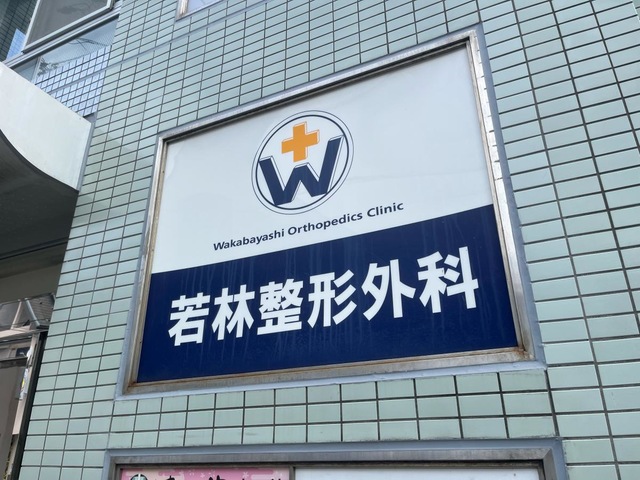 W
Wakabayashi Orthopedics Clinic
若林整形外科